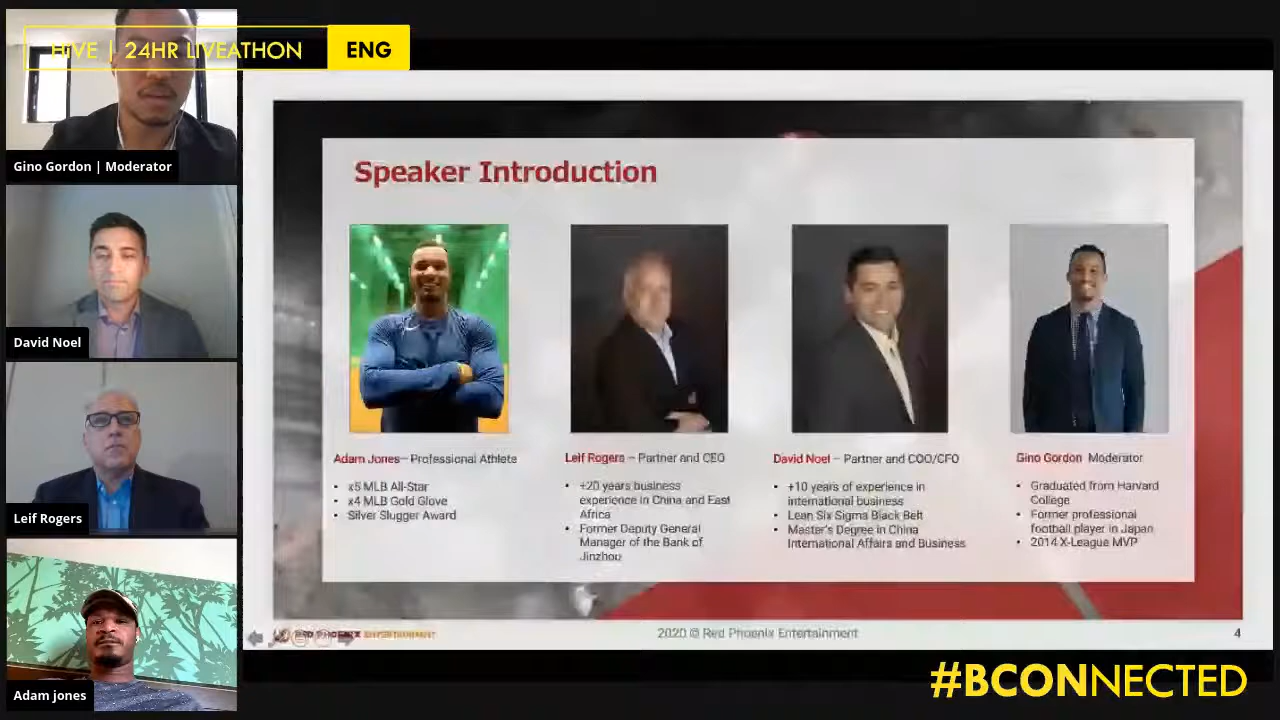 HIVE | 24HR LIVEATHON ENG
Gino Gordon | Moderator
David Noel
Leif Rogers
Adam jones
Speaker Introduction
Adam Jones– Professional Athlete
x5 MLB All-Star
x4 MLB Gold Glove
Silver Slugger Award
Leif Rogers – Partner and CEO
+20 years business
experience in China and East
Africa
Former Deputy General
Manager of the Bank of
Jinzhou
David Noel – Partner and COO/CFO
+10 years of experience in
international business
Lean Six Sigma Black Belt
Master's Degree in China
International Affairs and Business
Gino Gordon Moderator
Graduated from Harvard
College
Former professional
football player in Japan
2014 X-League MVP
RED PHOENIX ENTERTAINMENT
2020 © Red Phoenix Entertainment
4
#BCONNECTED